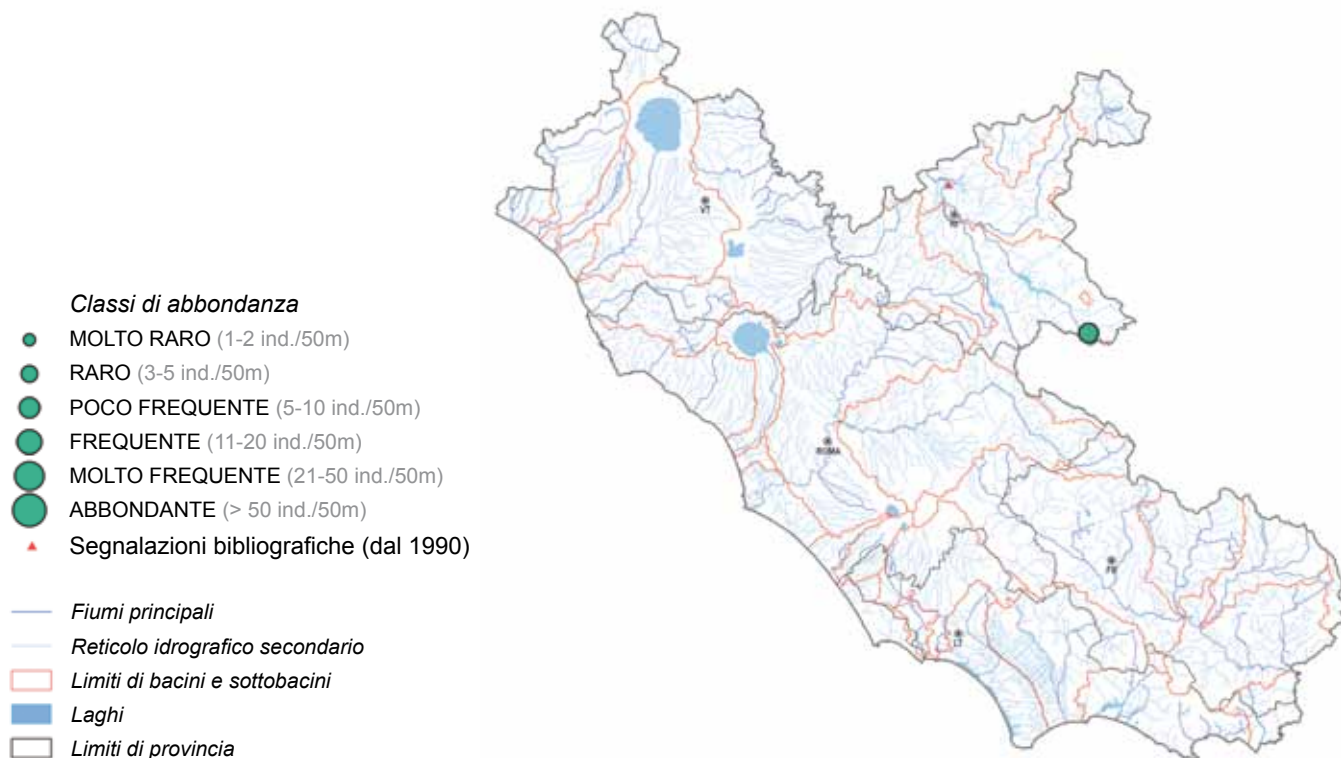 Classi di abbondanza
MOLTO RARO (1-2 ind./50m)
RARO (3-5 ind./50m)
POCO FREQUENTE (5-10 ind./50m)
FREQUENTE (11-20 ind./50m)
MOLTO FREQUENTE (21-50 ind./50m)
ABBONDANTE (> 50 ind./50m)
Segnalazioni bibliografiche (dal 1990)
Fiumi principali
Reticolo idrografico secondario
Limiti di bacini e sottobacini
Laghi
Limiti di provincia
VT
ROMA
FR
LT